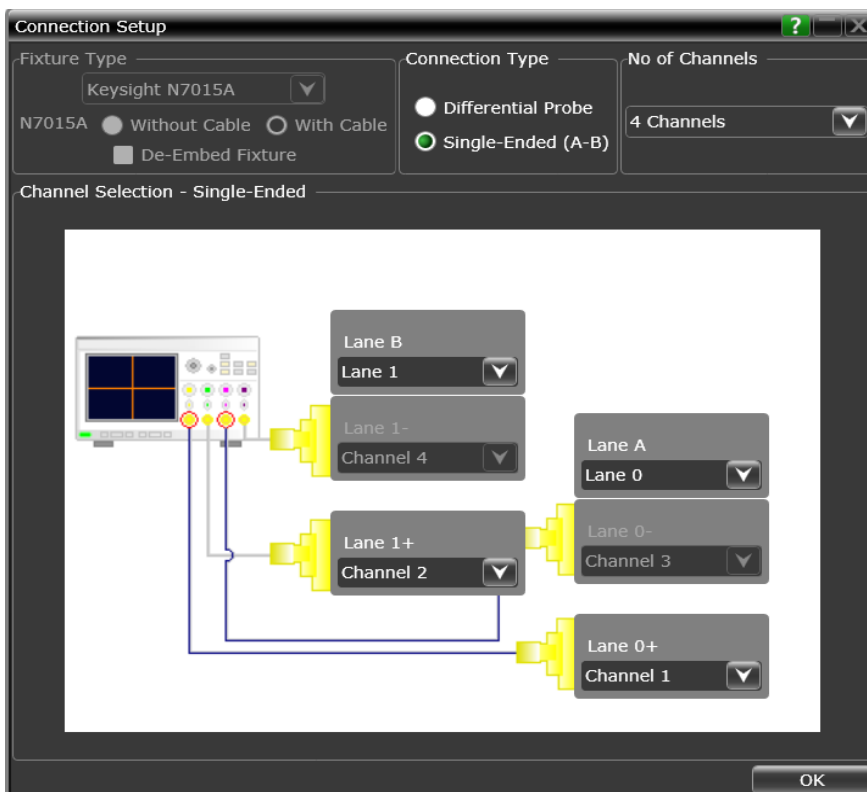 Connection Setup
?
Fixture Type
Keysight N7015A
N7015A Without Cable With Cable
De-Embed Fixture
Connection Type
Differential Probe
Single-Ended (A-B)
No of Channels
4 Channels
Channel Selection - Single-Ended
Lane B
Lane 1
Lane 1-
Channel 4
Lane 1+
Channel 2
Lane A
Lane 0
Lane 0-
Channel 3
Lane 0+
Channel 1
OK